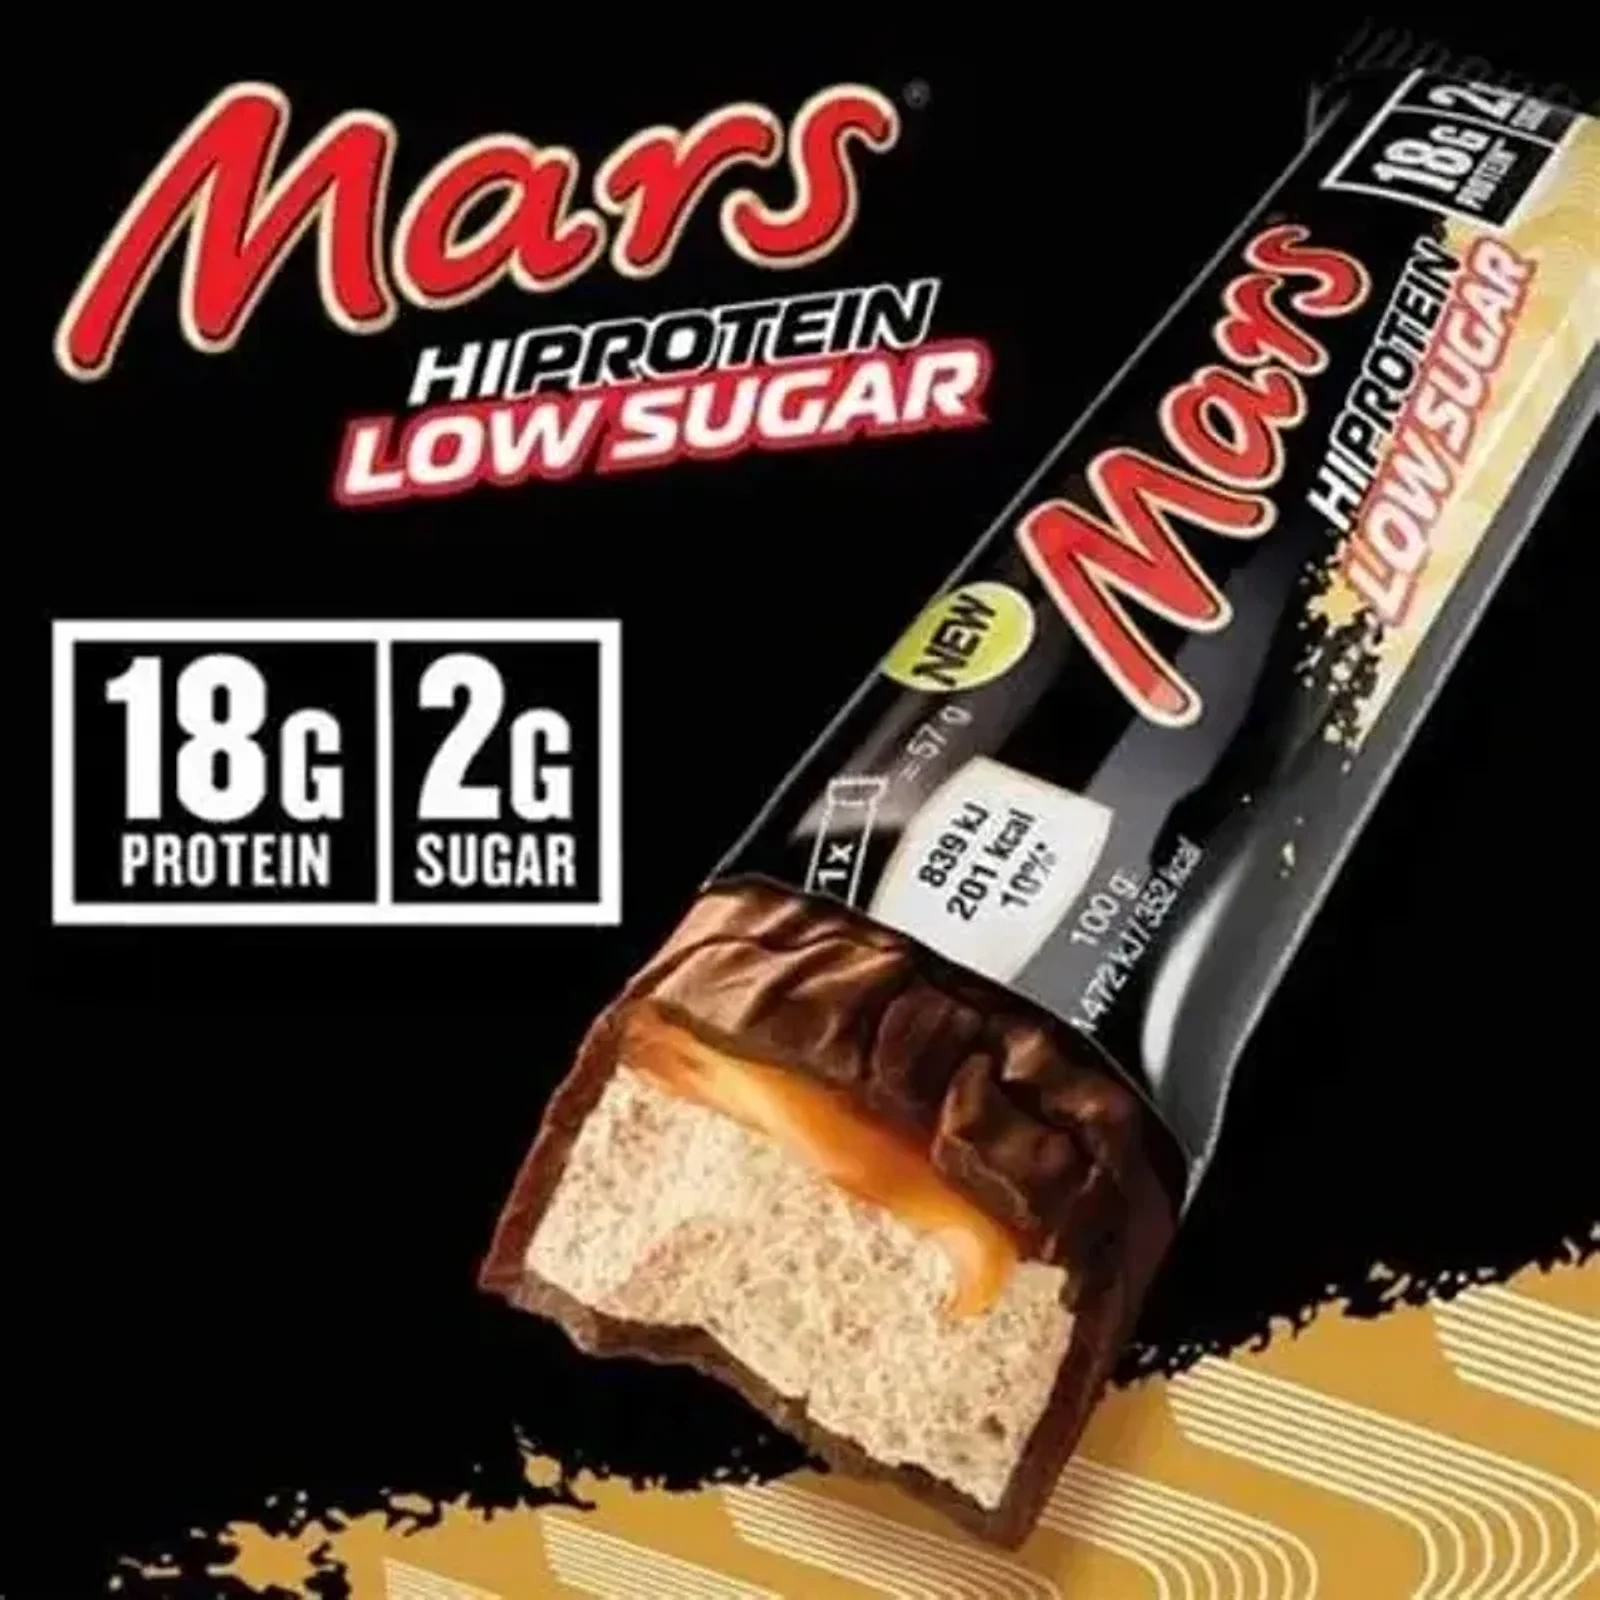 Mars
HIPROTEIN
LOW SUGAR
18G
PROTEIN
2G
SUGAR
18G
PROTEIN
Mars
HIPROTEIN
LOW SUGAR
NEW
1x
=57 g
839 kJ
201 kcal
10%*
100 g:
1472 kJ/352 kcal